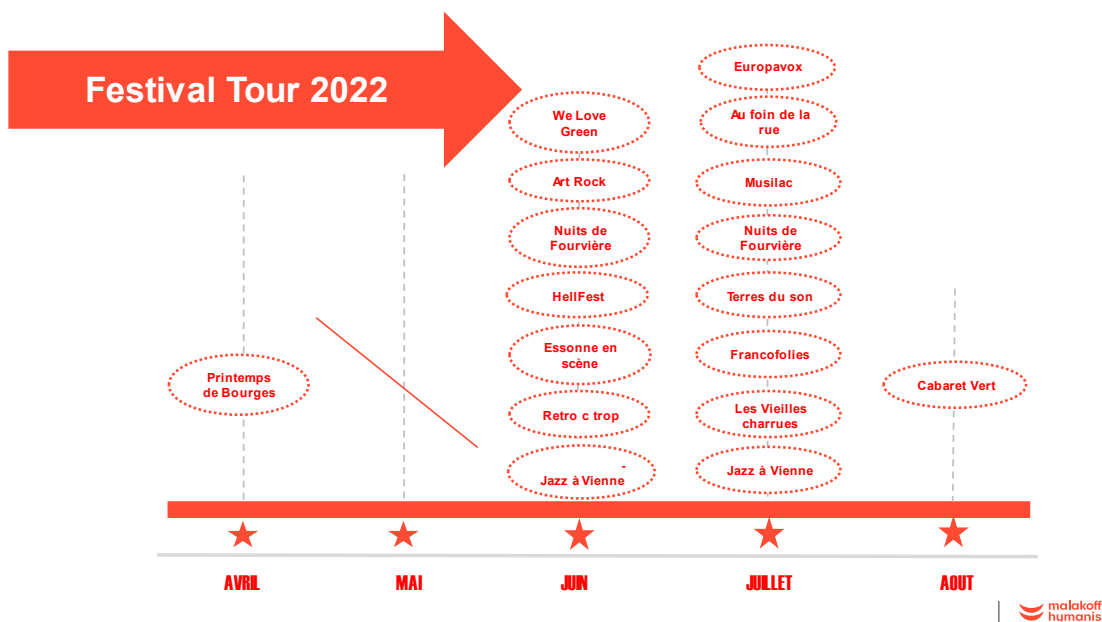 Festival Tour 2022
Printemps
de Bourges
We Love
Green
Art Rock
Nuits de
Fourvière
HellFest
Essonne en
scène
Retro c trop
-
Jazz à Vienne
Europavox
Au foin de la
rue
Musilac
Nuits de
Fourvière
Terres du son
Francofolies
Les Vieilles
charrues
Jazz à Vienne
Cabaret Vert
AVRIL
MAI
JUIN
JUILLET
AOUT
malakoff
humanis